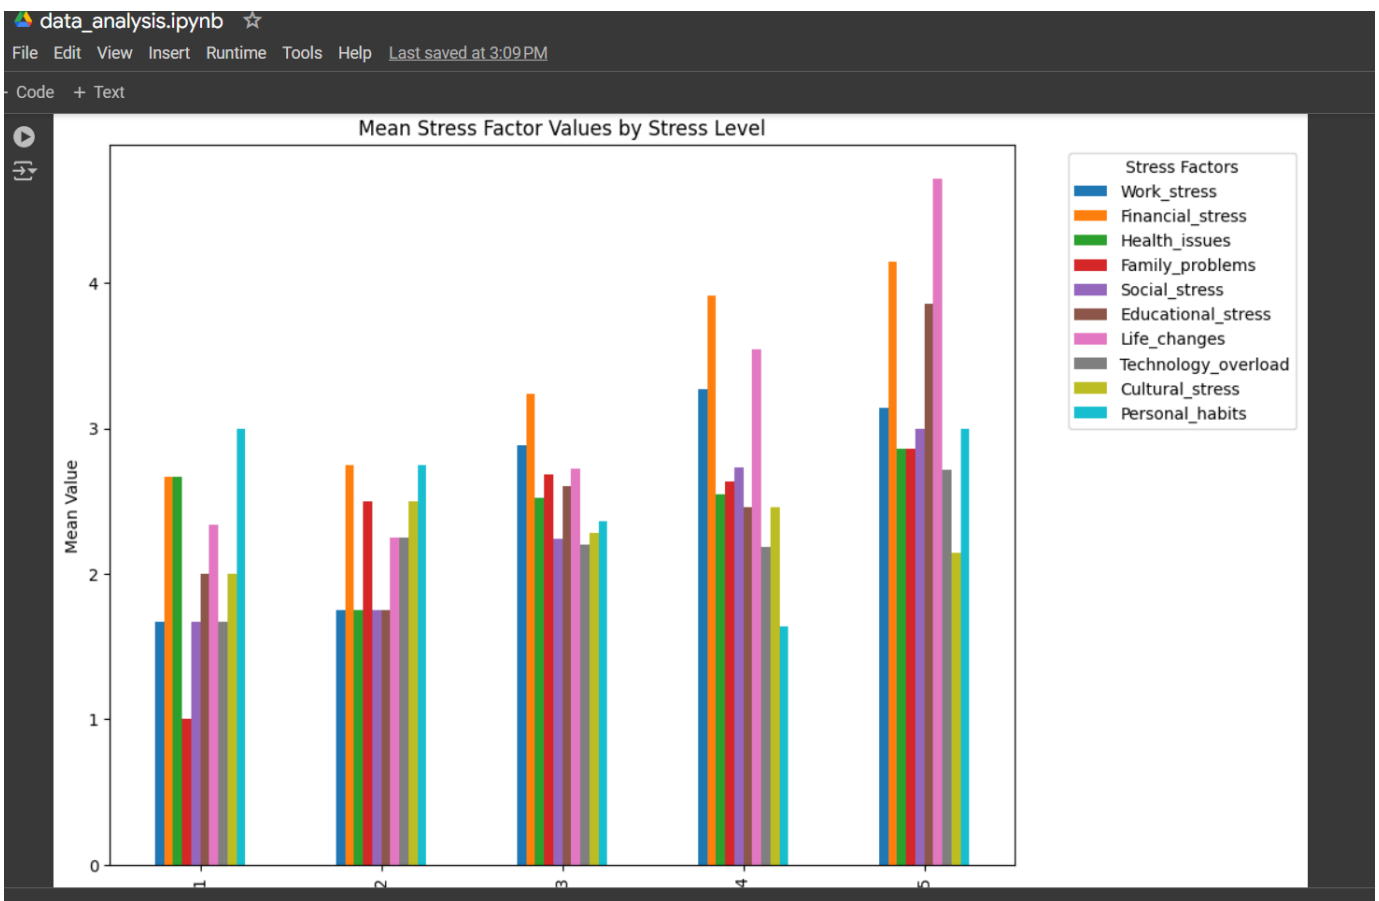 data_analysis.ipynb
File Edit View Insert Runtime Tools Help Last saved at 3:09 PM
Code + Text
Mean Stress Factor Values by Stress Level
Stress Factors
Work_stress
Financial_stress
Health_issues
Family_problems
Social_stress
Educational_stress
Life_changes
Technology_overload
Cultural_stress
Personal_habits
Mean Value
4
3
2
1
0
1 2 3 4 5